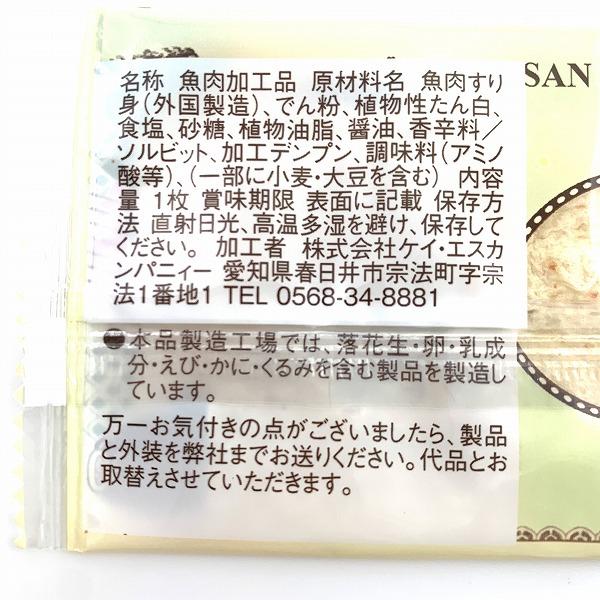 SAN
名称 魚肉加工品 原材料名 魚肉すり
身(外国製造)、でん粉、植物性たん白、
食塩、砂糖、植物油脂、醤油、香辛料/
ソルビット、加工デンプン、調味料(アミノ
酸等)、(一部に小麦・大豆を含む) 内容
量 1枚 賞味期限 表面に記載 保存方
法 直射日光、高温多湿を避け、保存して
ください。 加工者 株式会社ケイ・エスカ
ンパニィー 愛知県春日井市宗法町字宗
法1番地1 TEL 0568-34-8881
●本品製造工場では、落花生・卵・乳成
分・えび・かに・くるみを含む製品を製造し
ています。
万一お気付きの点がございましたら、製品
と外装を弊社までお送りください。代品とお
取替えさせていただきます。